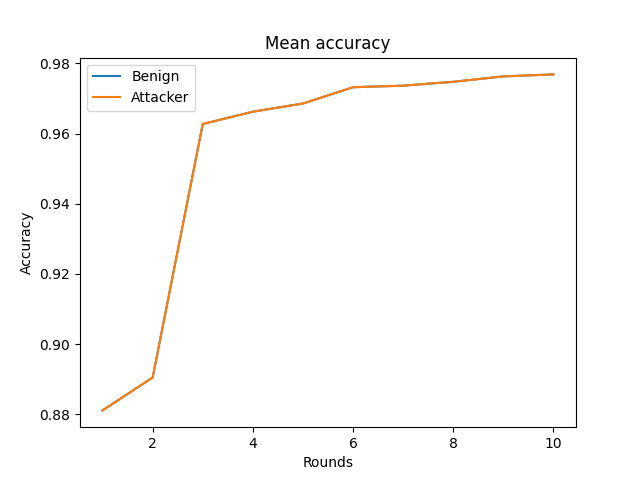 Mean accuracy
Benign
Attacker
0.98
0.96
0.94
0.92
0.90
0.88
Accuracy
2 4 6 8 10
Rounds